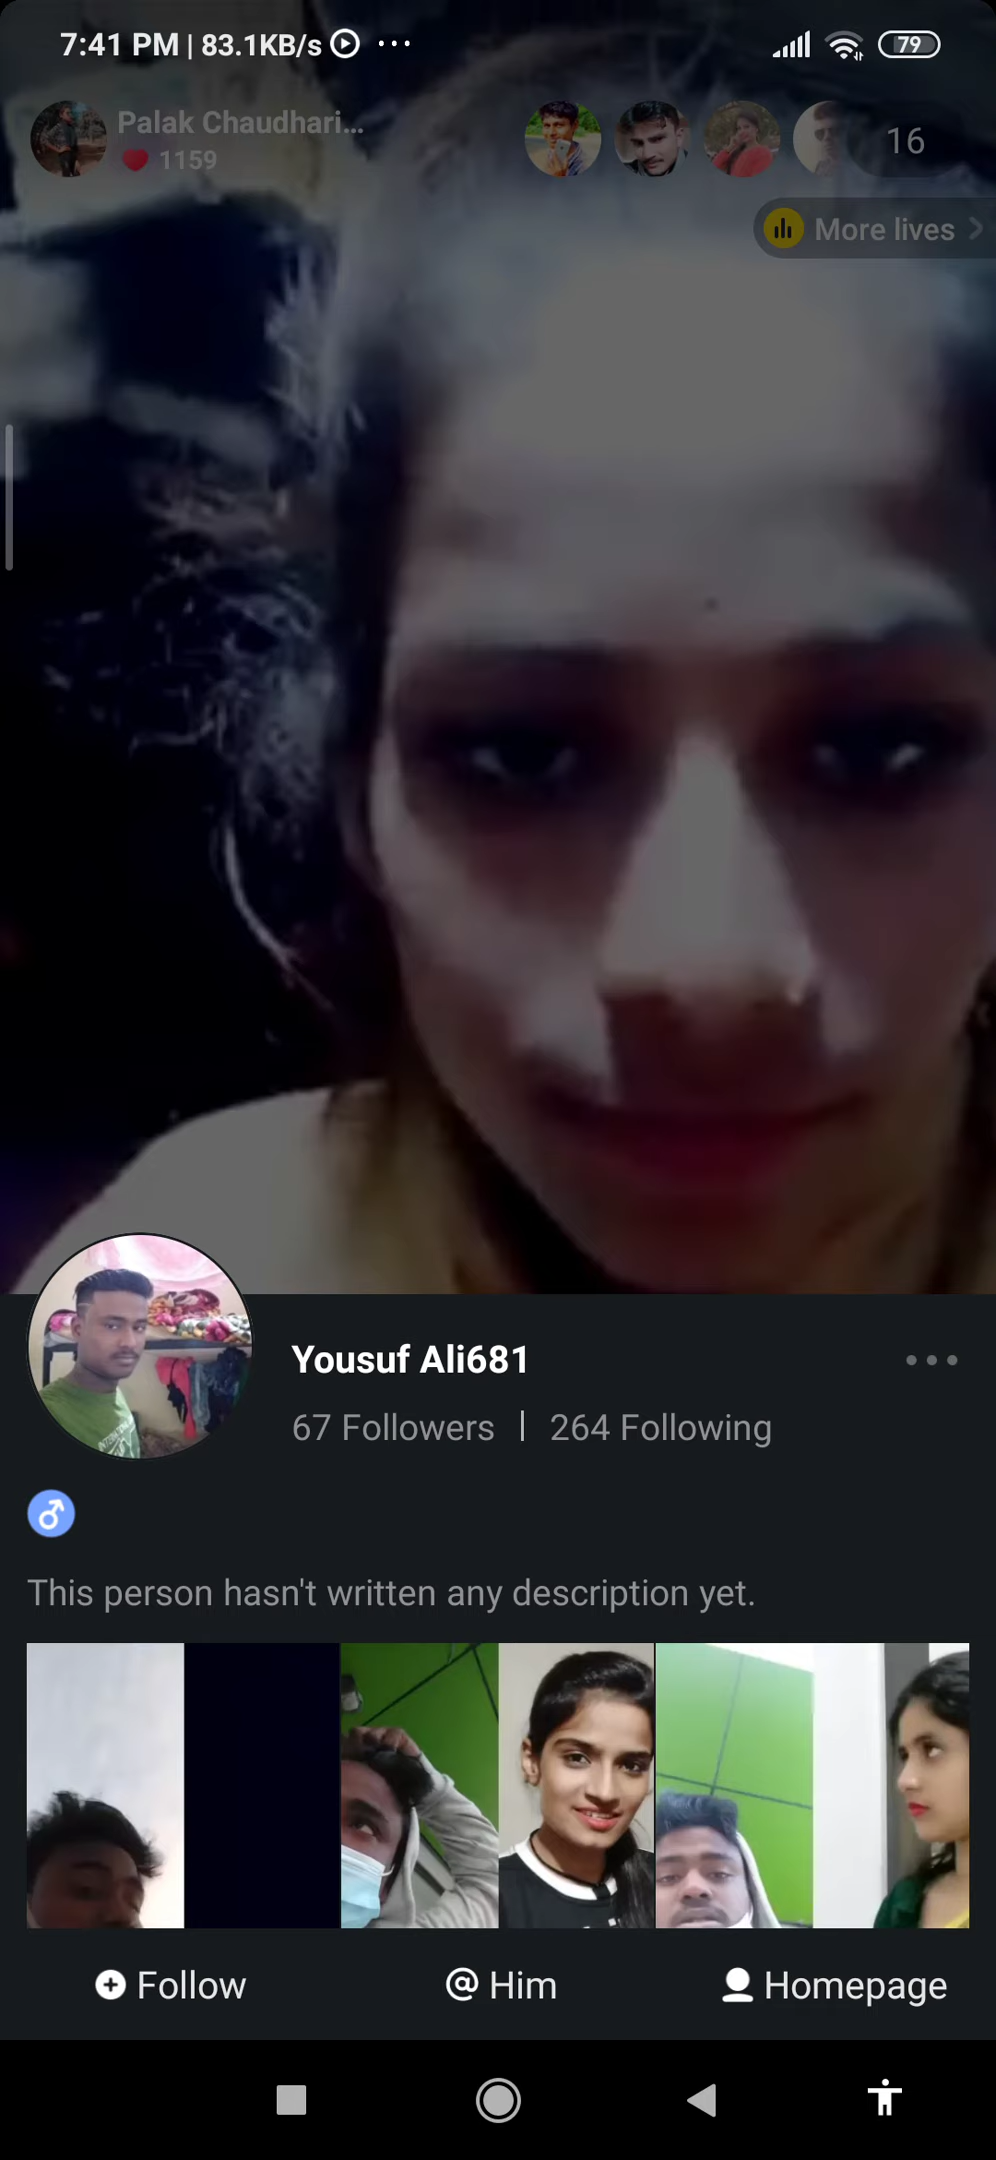 7:41 PM | 83.1KB/s ...
79
Palak Chaudhari...
1159
16
More lives
Yousuf Ali681
67 Followers | 264 Following
This person hasn't written any description yet.
Follow
@ Him
Homepage